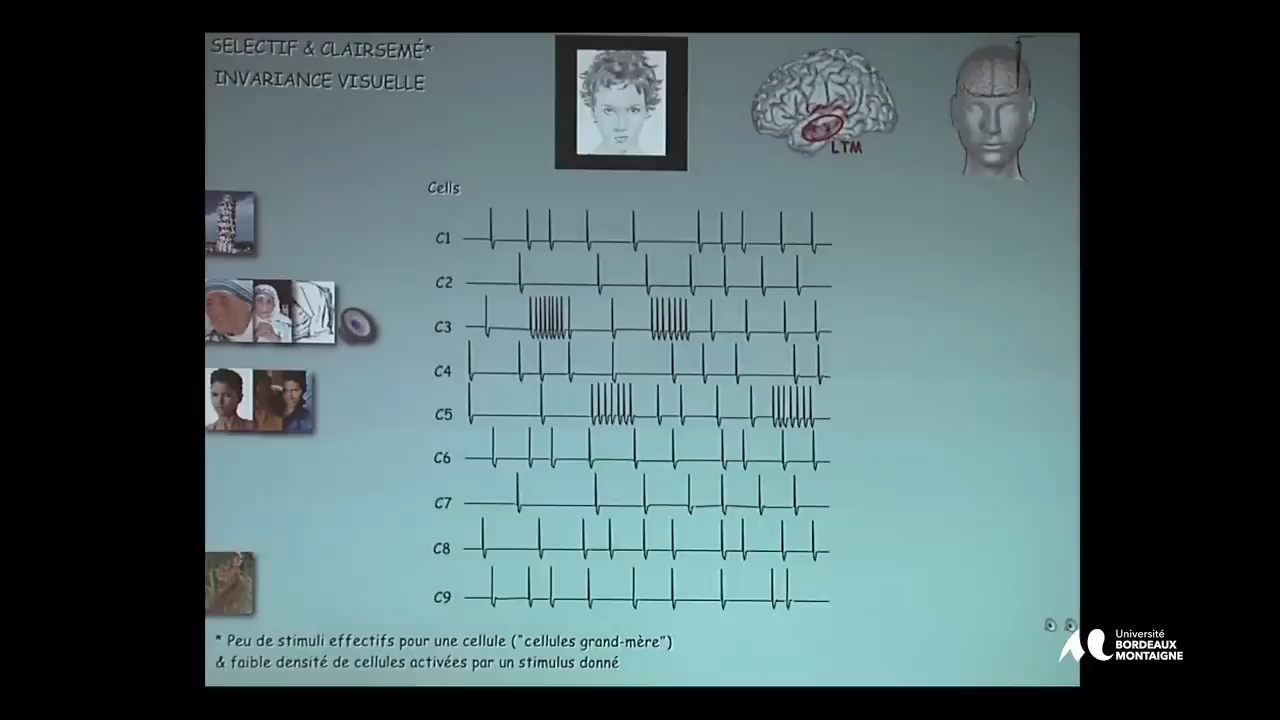 SELECTIF & CLAIRSEMÉ*
INVARIANCE VISUELLE
LTM
Cells
C1
C2
C3
C4
C5
C6
C7
C8
C9
* Peu de stimuli effectifs pour une cellule ("cellules grand-mère")
& faible densité de cellules activées par un stimulus donné
Université
BORDEAUX
MONTAIGNE